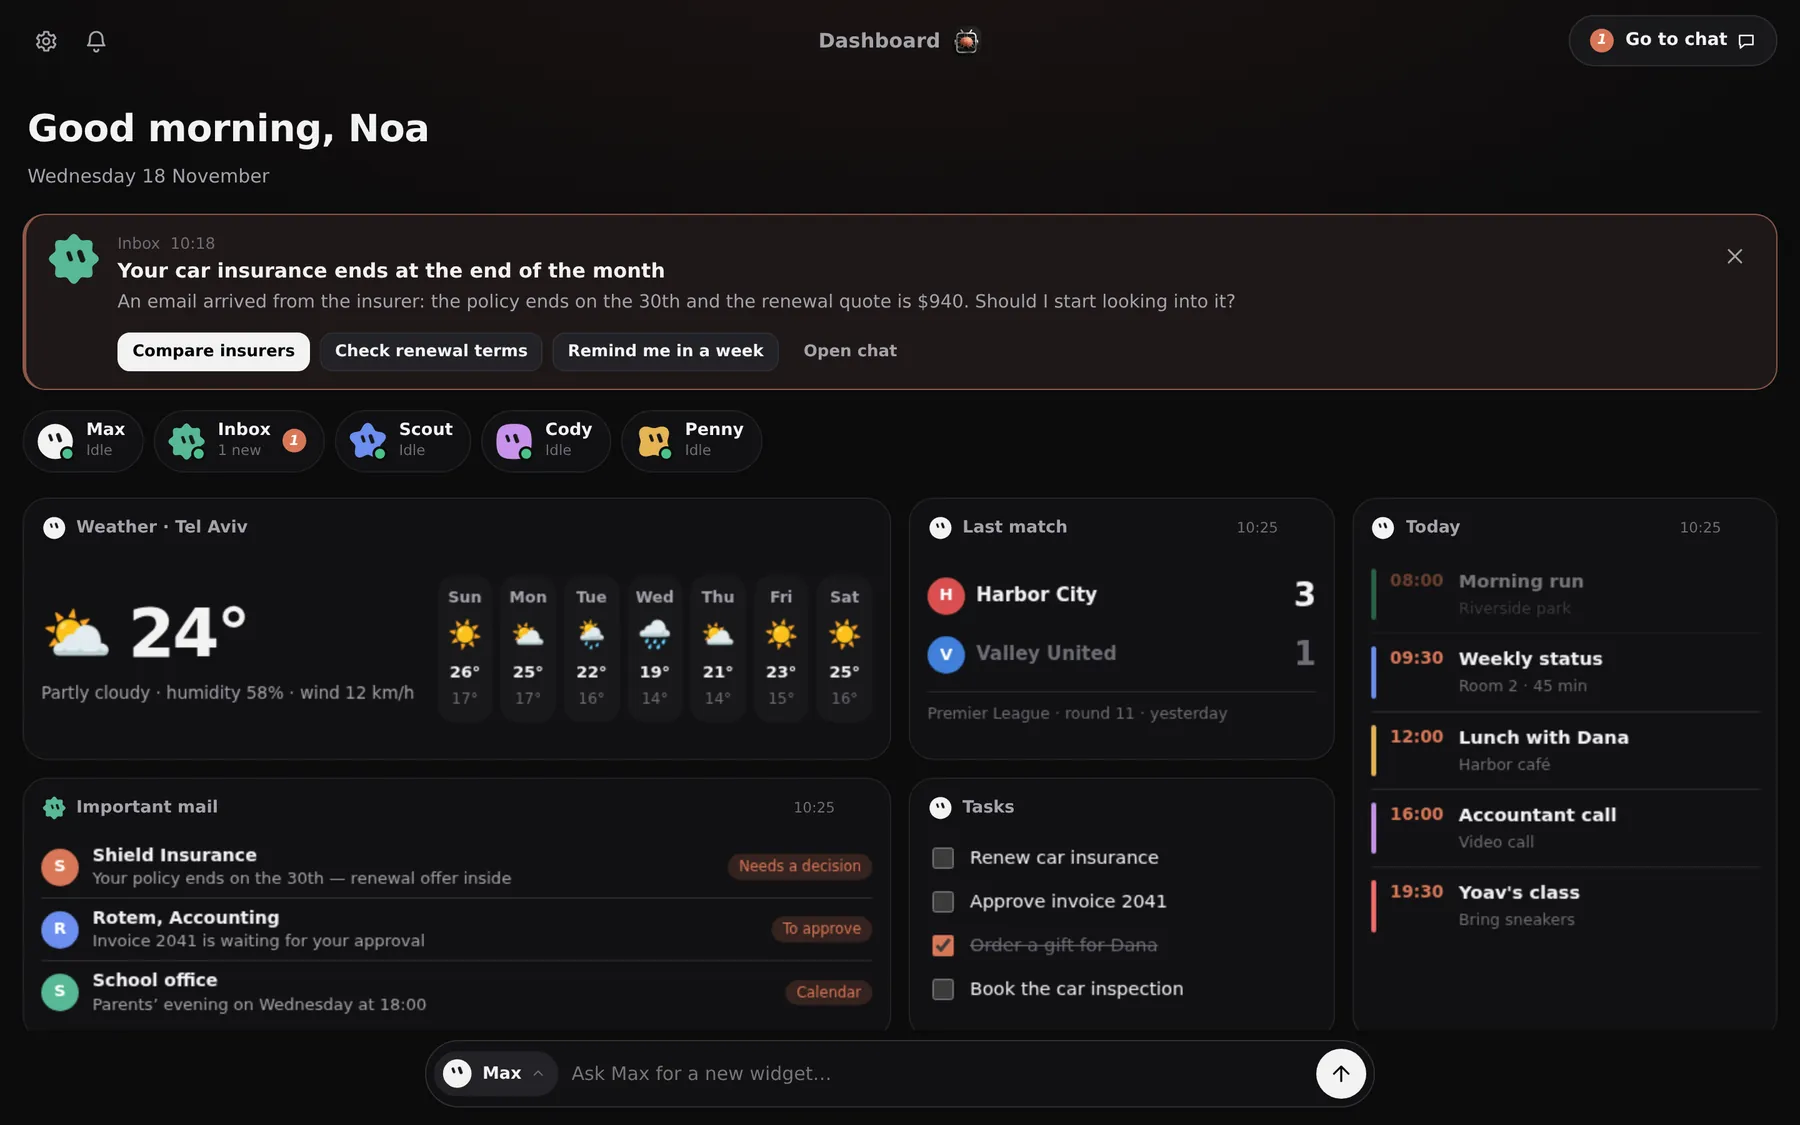 Dashboard
1 Go to chat
Good morning, Noa
Wednesday 18 November
Inbox 10:18
Your car insurance ends at the end of the month
An email arrived from the insurer: the policy ends on the 30th and the renewal quote is $940. Should I start looking into it?
Compare insurers Check renewal terms Remind me in a week Open chat
Max
Idle
Inbox
1 new
1
Scout
Idle
Cody
Idle
Penny
Idle
Weather · Tel Aviv
24°
Partly cloudy · humidity 58% · wind 12 km/h
Sun Mon Tue Wed Thu Fri Sat
26° 25° 22° 19° 21° 23° 25°
17° 17° 16° 14° 14° 15° 16°
Last match 10:25
H Harbor City 3
V Valley United 1
Premier League · round 11 · yesterday
Today 10:25
08:00 Morning run
Riverside park
09:30 Weekly status
Room 2 · 45 min
12:00 Lunch with Dana
Harbor café
16:00 Accountant call
Video call
19:30 Yoav's class
Bring sneakers
Important mail 10:25
S Shield Insurance
Your policy ends on the 30th — renewal offer inside
Needs a decision
R Rotem, Accounting
Invoice 2041 is waiting for your approval
To approve
S School office
Parents’ evening on Wednesday at 18:00
Calendar
Tasks
Renew car insurance
Approve invoice 2041
Order a gift for Dana
Book the car inspection
Max Ask Max for a new widget...